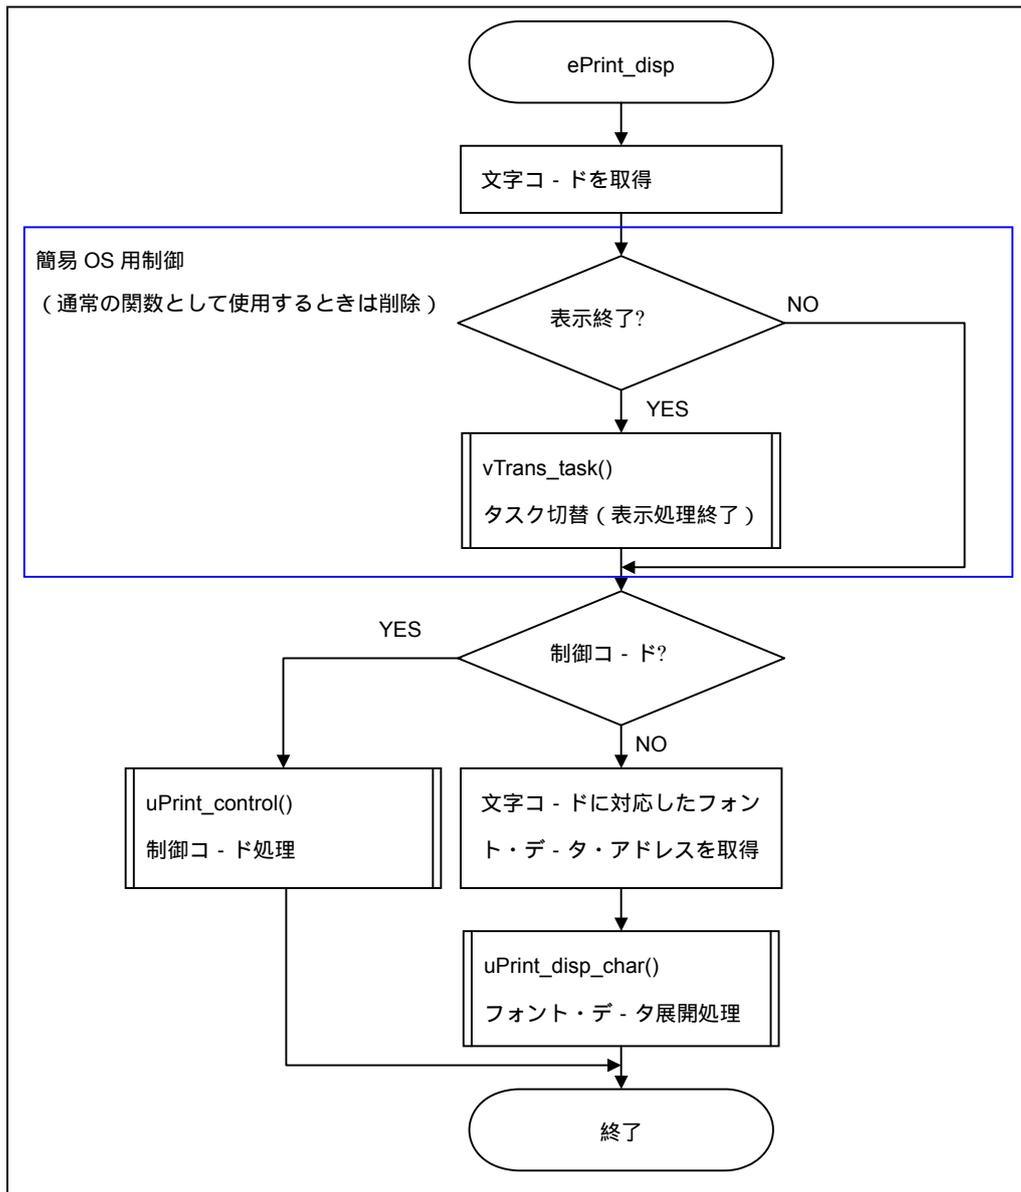 ePrint_disp
文字コ - ドを取得
簡易 OS 用制御
（通常の関数として使用するときは削除）
表示終了?
NO
YES
vTrans_task()
タスク切替（表示処理終了）
YES
制御コ - ド?
NO
uPrint_control()
制御コ - ド処理
文字コ - ドに対応したフォン
ト・デ - タ・アドレスを取得
uPrint_disp_char()
フォント・デ - タ展開処理
終了